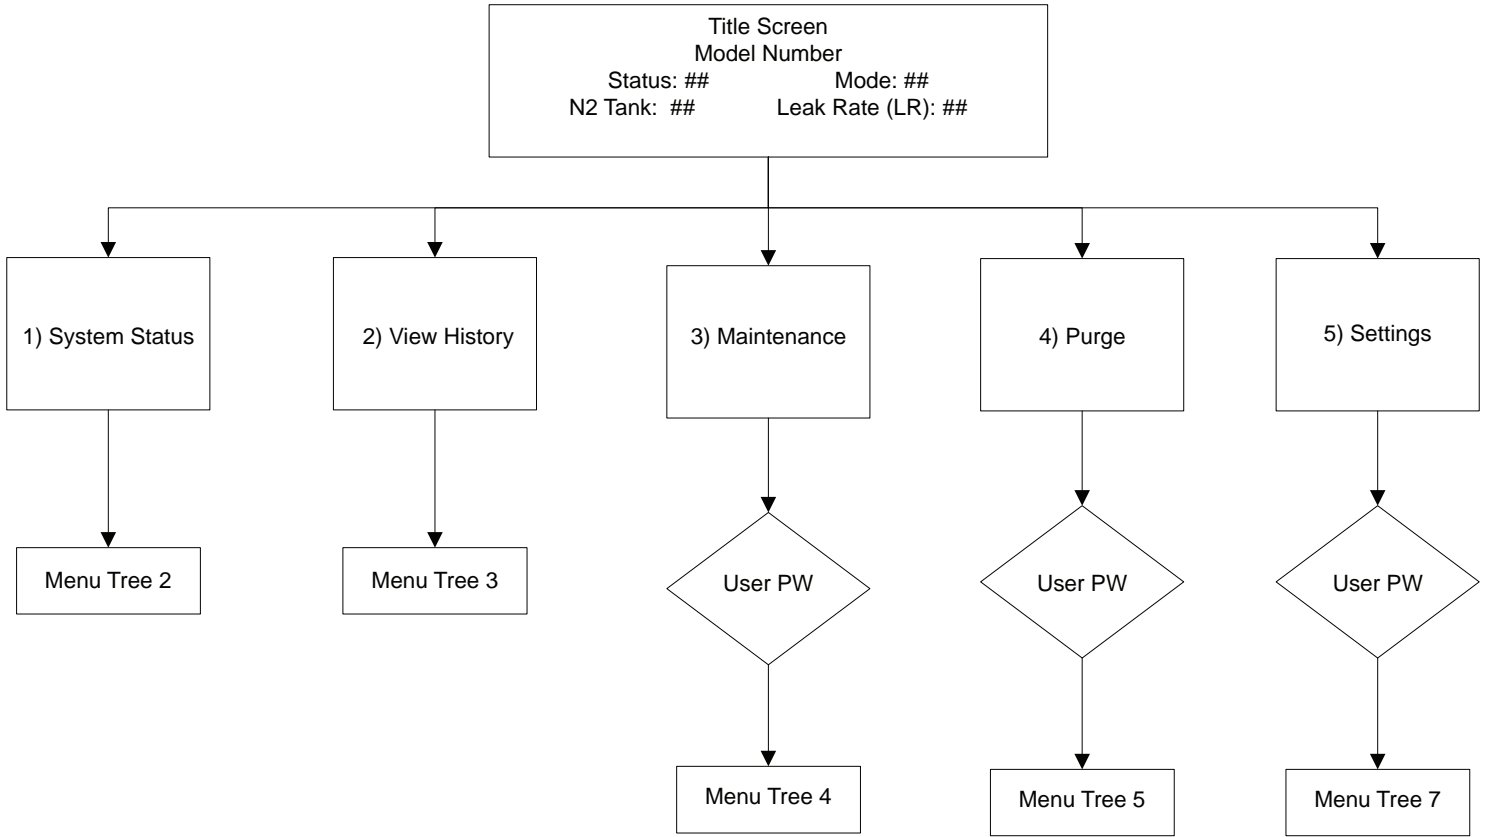 Title Screen
Model Number
Status: ## Mode: ##
N2 Tank: ## Leak Rate (LR): ##
1) System Status
2) View History
3) Maintenance
4) Purge
5) Settings
Menu Tree 2
Menu Tree 3
User PW
User PW
User PW
Menu Tree 4
Menu Tree 5
Menu Tree 7